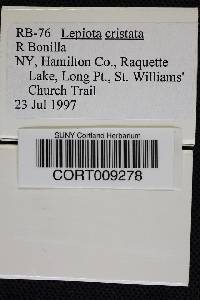 RB-76 Lepiota cristata
R Bonilla
NY, Hamilton Co., Raquette
Lake, Long Pt., St. Williams'
Church Trail
23 Jul 1997
SUNY Cortland Herbarium
CORT009278